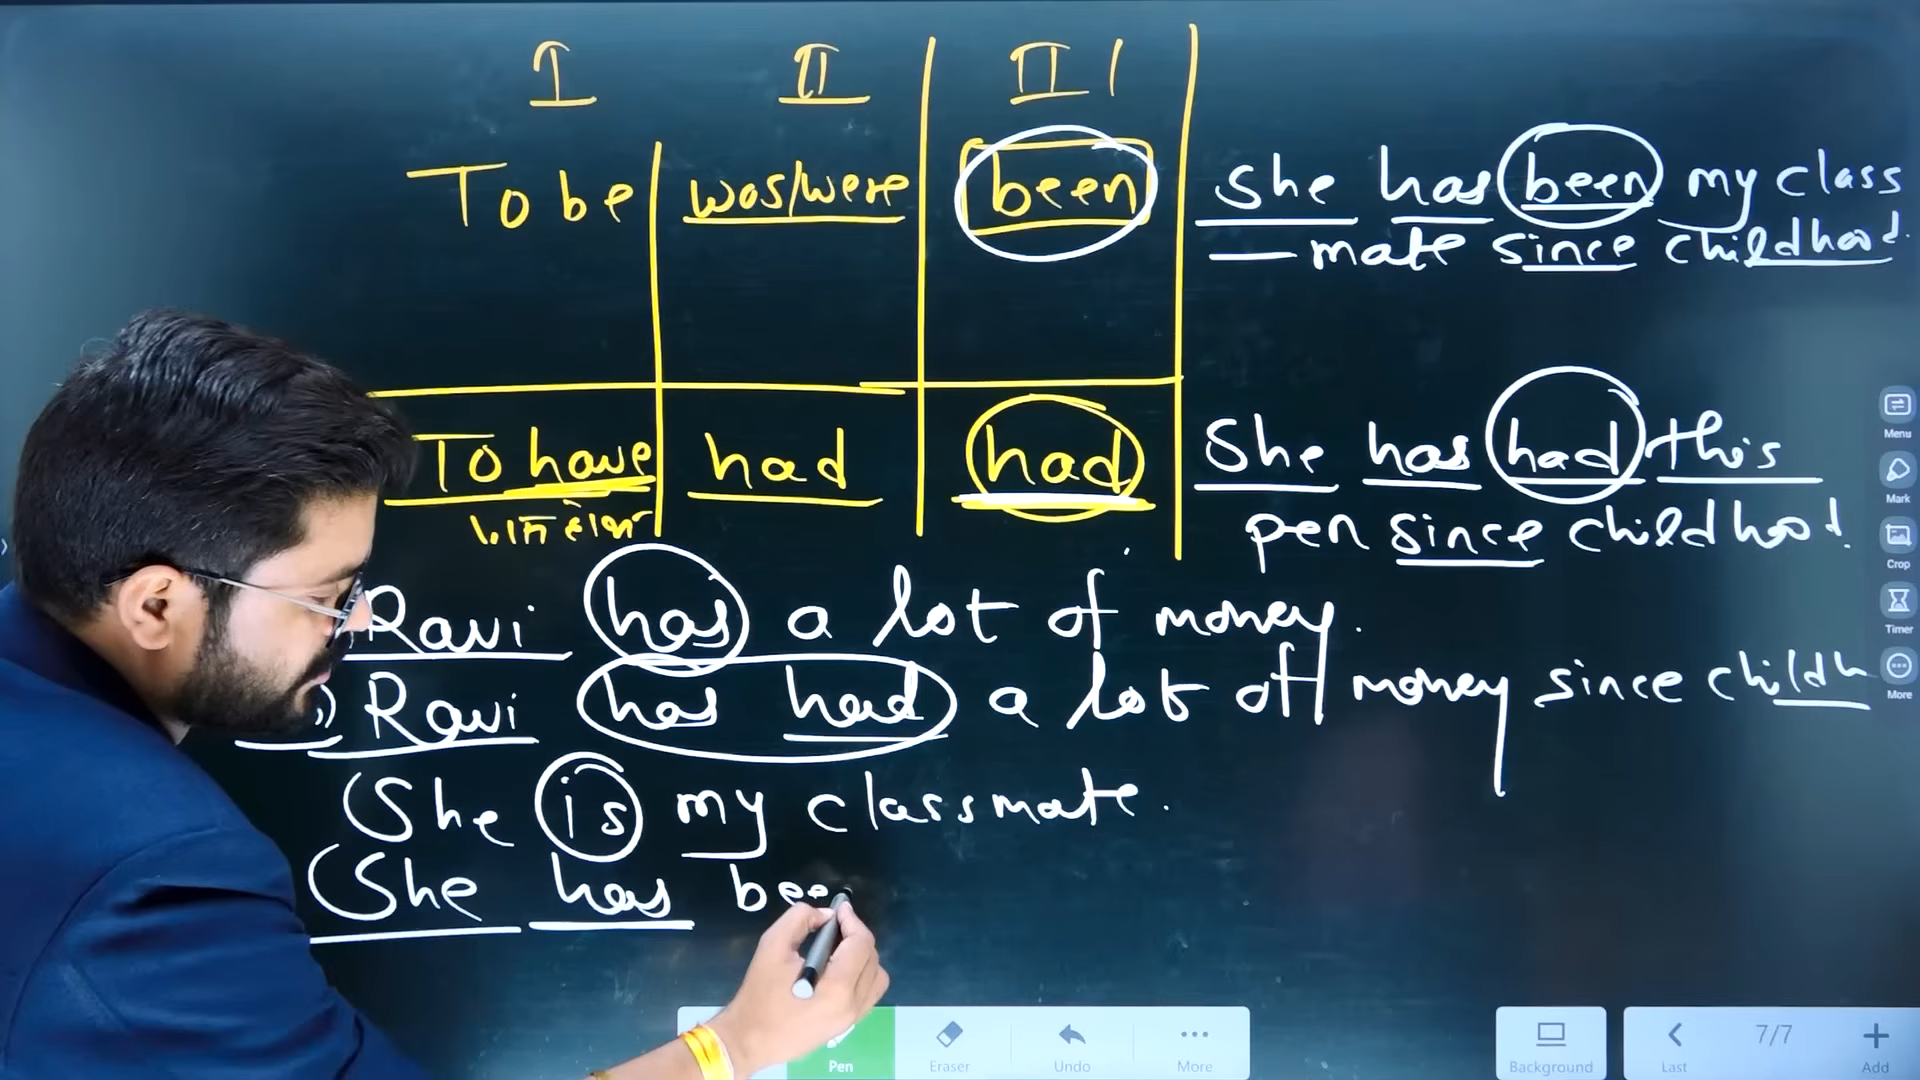 I II III
To be was/were been She has been my class
— mate since childhood.
To have had had She has had this
pen since childhood.
Ravi has a lot of money.
Ravi has had a lot of money since childh
She is my classmate.
She has bee
Menu
Mark
Crop
Timer
More
Pen Eraser Undo More Background Last 7/7 Add